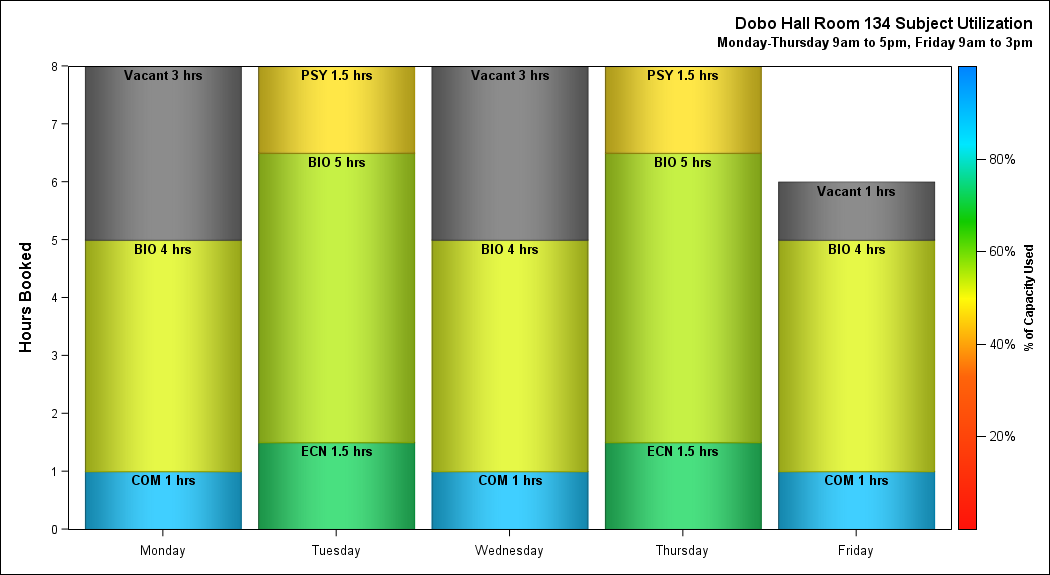 Dobo Hall Room 134 Subject Utilization
Monday-Thursday 9am to 5pm, Friday 9am to 3pm
Hours Booked
8
7
6
5
4
3
2
1
0
Vacant 3 hrs
BIO 4 hrs
COM 1 hrs
PSY 1.5 hrs
BIO 5 hrs
ECN 1.5 hrs
Vacant 3 hrs
BIO 4 hrs
COM 1 hrs
PSY 1.5 hrs
BIO 5 hrs
ECN 1.5 hrs
Vacant 1 hrs
BIO 4 hrs
COM 1 hrs
Monday
Tuesday
Wednesday
Thursday
Friday
80%
60%
40%
20%
% of Capacity Used